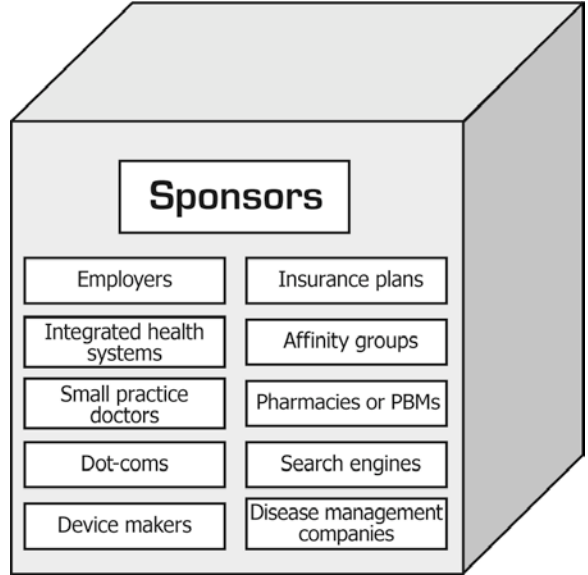 Sponsors
Employers
Insurance plans
Integrated health
systems
Affinity groups
Small practice
doctors
Pharmacies or PBMs
Dot-coms
Search engines
Device makers
Disease management
companies